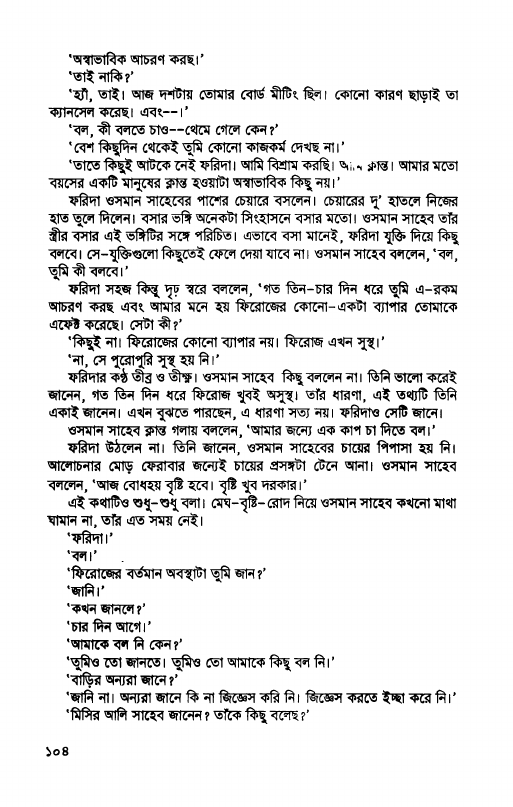 ‘অস্বাভাবিক আচরণ করছ।’
‘তাই নাকি?’
‘হ্যাঁ, তাই। আজ দশটায় তোমার বোর্ড মীটিং ছিল। কোনো কারণ ছাড়াই তা
ক্যানসেল করেছ। এবং--।’
‘বল, কী বলতে চাও--থেমে গেলে কেন?’
‘বেশ কিছুদিন থেকেই তুমি কোনো কাজকর্ম দেখছ না।’
‘তাতে কিছুই আটকে নেই ফরিদা। আমি বিশ্রাম করছি। ক্লান্ত। আমার মতো
বয়সের একটি মানুষের ক্লান্ত হওয়াটা অস্বাভাবিক কিছু নয়।’
ফরিদা ওসমান সাহেবের পাশের চেয়ারে বসলেন। চেয়ারের দু’ হাতলে নিজের
হাত তুলে দিলেন। বসার ভঙ্গি অনেকটা সিংহাসনে বসার মতো। ওসমান সাহেব তাঁর
স্ত্রীর বসার এই ভঙ্গিটির সঙ্গে পরিচিত। এভাবে বসা মানেই, ফরিদা যুক্তি দিয়ে কিছু
বলবে। সে-যুক্তিগুলো কিছুতেই ফেলে দেয়া যাবে না। ওসমান সাহেব বললেন, ‘বল,
তুমি কী বলবে।’
ফরিদা সহজ কিন্তু দৃঢ় স্বরে বললেন, ‘গত তিন-চার দিন ধরে তুমি এ-রকম
আচরণ করছ এবং আমার মনে হয় ফিরোজের কোনো-একটা ব্যাপার তোমাকে
এফেক্ট করেছে। সেটা কী?’
‘কিছুই না। ফিরোজের কোনো ব্যাপার নয়। ফিরোজ এখন সুস্থ।’
‘না, সে পুরোপুরি সুস্থ হয় নি।’
ফরিদার কণ্ঠ তীব্র ও তীক্ষ্ণ। ওসমান সাহেব কিছু বললেন না। তিনি ভালো করেই
জানেন, গত তিন দিন ধরে ফিরোজ খুবই অসুস্থ। তাঁর ধারণা, এই তথ্যটি তিনি
একাই জানেন। এখন বুঝতে পারছেন, এ ধারণা সত্য নয়। ফরিদাও সেটি জানে।
ওসমান সাহেব ক্লান্ত গলায় বললেন, ‘আমার জন্যে এক কাপ চা দিতে বল।’
ফরিদা উঠলেন না। তিনি জানেন, ওসমান সাহেবের চায়ের পিপাসা হয় নি।
আলোচনার মোড় ফেরাবার জন্যেই চায়ের প্রসঙ্গটা টেনে আনা। ওসমান সাহেব
বললেন, ‘আজ বোধহয় বৃষ্টি হবে। বৃষ্টি খুব দরকার।’
এই কথাটিও শুধু-শুধু বলা। মেঘ-বৃষ্টি-রোদ নিয়ে ওসমান সাহেব কখনো মাথা
ঘামান না, তাঁর এত সময় নেই।
‘ফরিদা।’
‘বল।’
‘ফিরোজের বর্তমান অবস্থাটা তুমি জান?’
‘জানি।’
‘কখন জানলে?’
‘চার দিন আগে।’
‘আমাকে বল নি কেন?’
‘তুমিও তো জানতে। তুমিও তো আমাকে কিছু বল নি।’
‘বাড়ির অন্যরা জানে?’
‘জানি না। অন্যরা জানে কি না জিজ্ঞেস করি নি। জিজ্ঞেস করতে ইচ্ছা করে নি।’
‘মিসির আলি সাহেব জানেন? তাঁকে কিছু বলেছ?’
১০৪